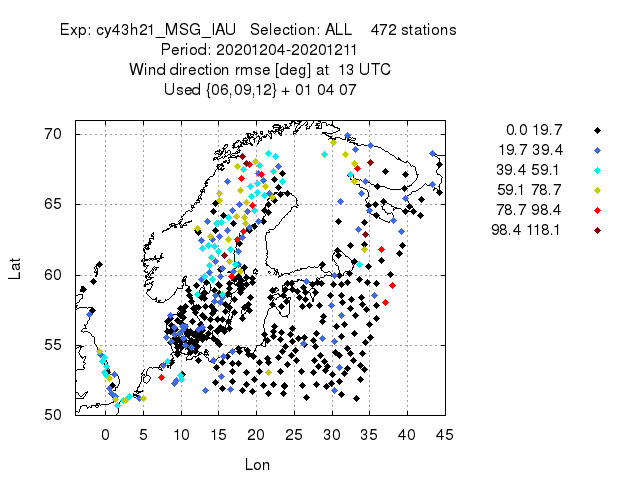 Exp: cy43h21_MSG_IAU Selection: ALL 472 stations
Period: 20201204-20201211
Wind direction rmse [deg] at 13 UTC
Used {06,09,12} + 01 04 07
0.0 19.7
19.7 39.4
39.4 59.1
59.1 78.7
78.7 98.4
98.4 118.1
70
65
60
55
50
Lat
0 5 10 15 20 25 30 35 40 45
Lon